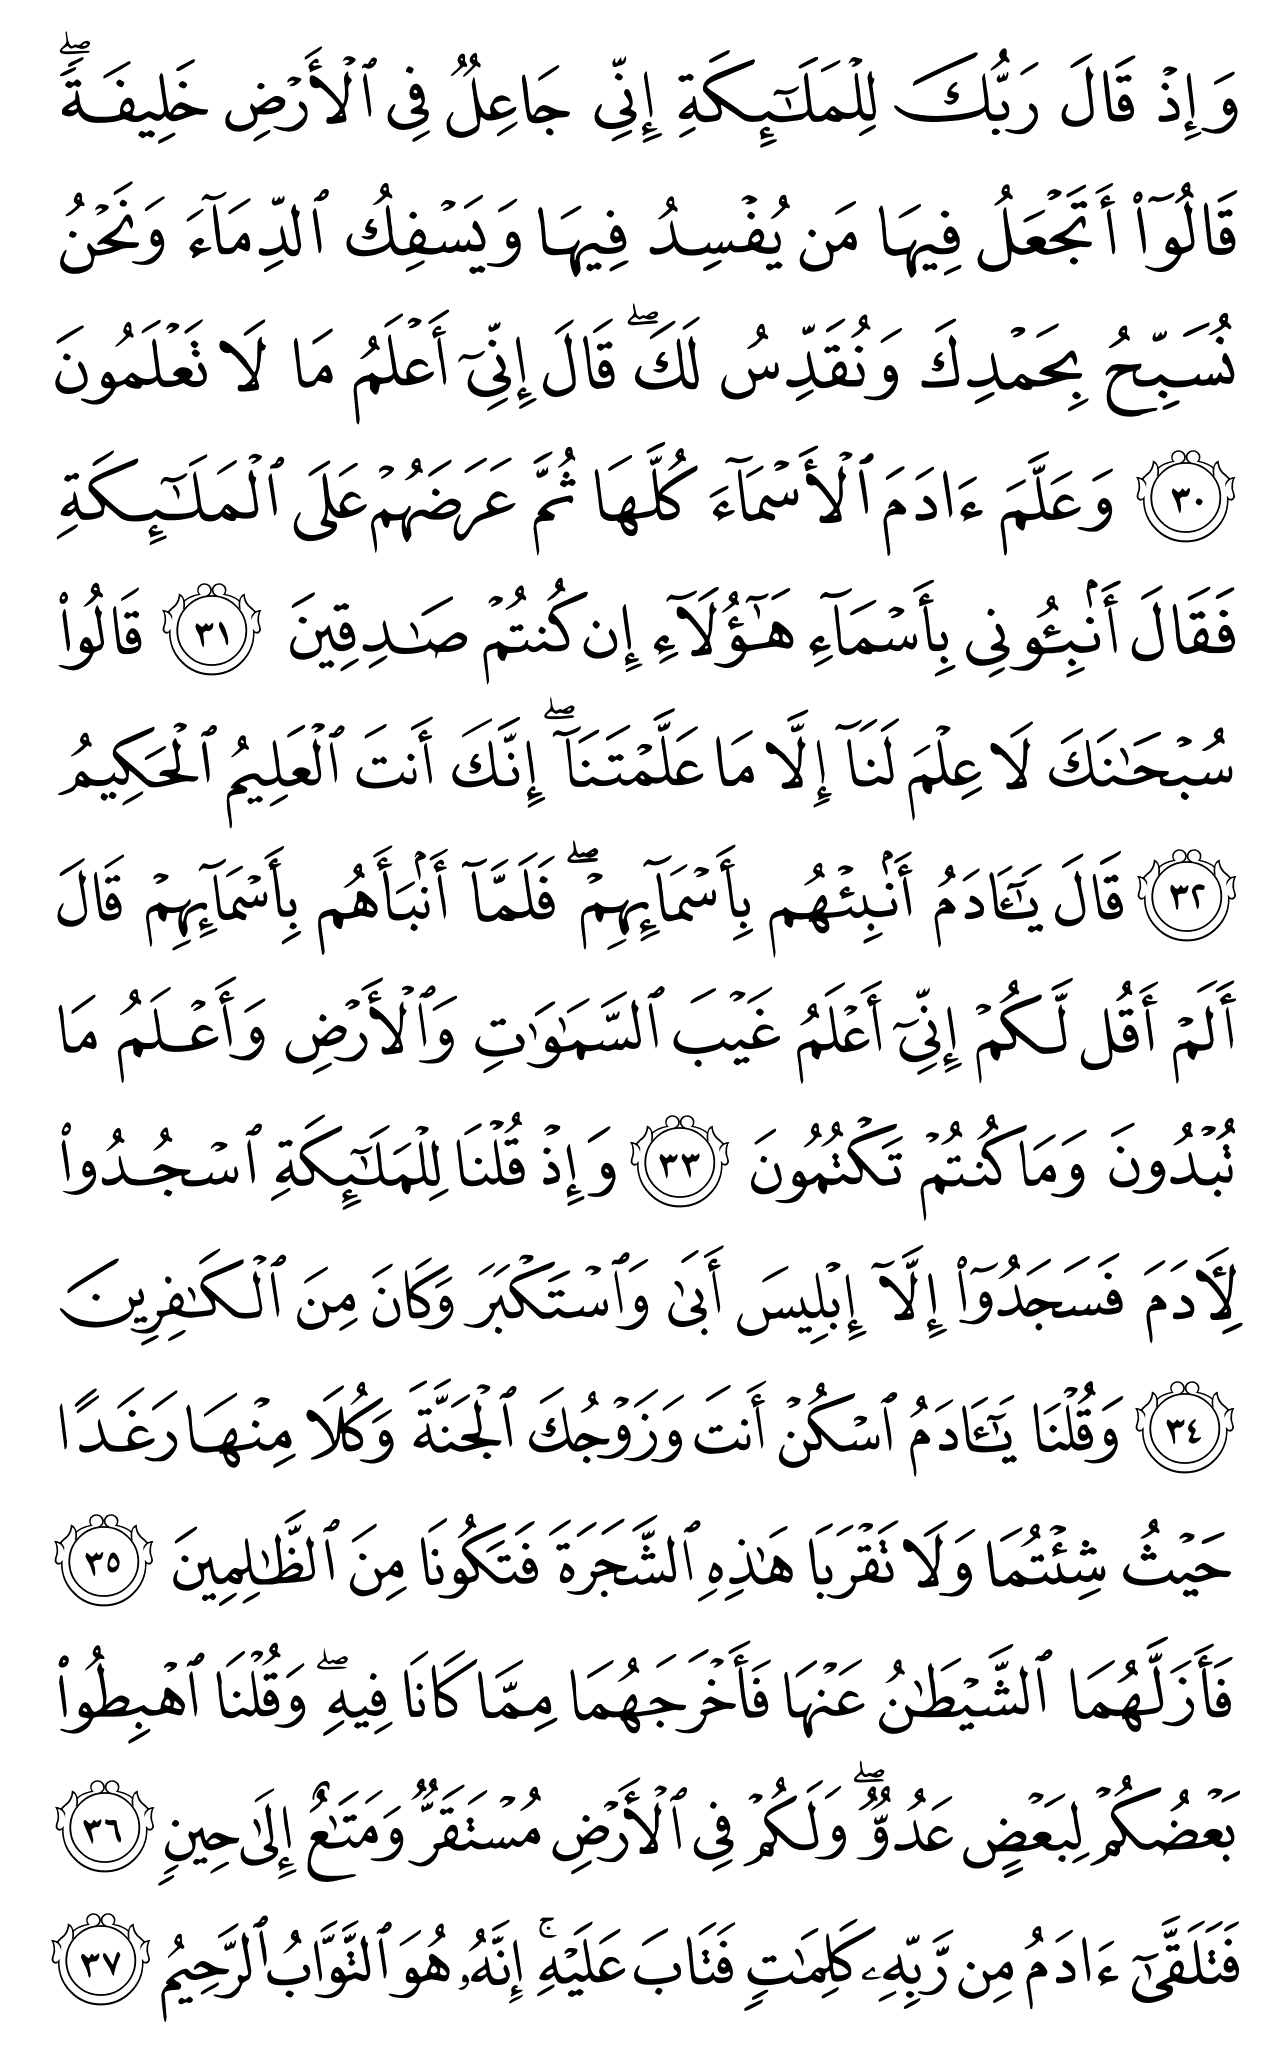 وَإِذۡ قَالَ رَبُّكَ لِلۡمَلَـٰٓئِكَةِ إِنِّي جَاعِلٞ فِي ٱلۡأَرۡضِ خَلِيفَةٗۖ
قَالُوٓاْ أَتَجۡعَلُ فِيهَا مَن يُفۡسِدُ فِيهَا وَيَسۡفِكُ ٱلدِّمَآءَ وَنَحۡنُ
نُسَبِّحُ بِحَمۡدِكَ وَنُقَدِّسُ لَكَۖ قَالَ إِنِّيٓ أَعۡلَمُ مَا لَا تَعۡلَمُونَ
٣٠ وَعَلَّمَ ءَادَمَ ٱلۡأَسۡمَآءَ كُلَّهَا ثُمَّ عَرَضَهُمۡ عَلَى ٱلۡمَلَـٰٓئِكَةِ
فَقَالَ أَنۢبِـُٔونِي بِأَسۡمَآءِ هَـٰٓؤُلَآءِ إِن كُنتُمۡ صَـٰدِقِينَ ٣١ قَالُواْ
سُبۡحَـٰنَكَ لَا عِلۡمَ لَنَآ إِلَّا مَا عَلَّمۡتَنَآۖ إِنَّكَ أَنتَ ٱلۡعَلِيمُ ٱلۡحَكِيمُ
٣٢ قَالَ يَـٰٓـَٔادَمُ أَنۢبِئۡهُم بِأَسۡمَآئِهِمۡۖ فَلَمَّآ أَنۢبَأَهُم بِأَسۡمَآئِهِمۡ قَالَ
أَلَمۡ أَقُل لَّكُمۡ إِنِّيٓ أَعۡلَمُ غَيۡبَ ٱلسَّمَـٰوَٰتِ وَٱلۡأَرۡضِ وَأَعۡلَمُ مَا
تُبۡدُونَ وَمَا كُنتُمۡ تَكۡتُمُونَ ٣٣ وَإِذۡ قُلۡنَا لِلۡمَلَـٰٓئِكَةِ ٱسۡجُدُواْ
لِأٓدَمَ فَسَجَدُوٓاْ إِلَّآ إِبۡلِيسَ أَبَىٰ وَٱسۡتَكۡبَرَ وَكَانَ مِنَ ٱلۡكَـٰفِرِينَ
٣٤ وَقُلۡنَا يَـٰٓـَٔادَمُ ٱسۡكُنۡ أَنتَ وَزَوۡجُكَ ٱلۡجَنَّةَ وَكُلَا مِنۡهَا رَغَدًا
حَيۡثُ شِئۡتُمَا وَلَا تَقۡرَبَا هَـٰذِهِ ٱلشَّجَرَةَ فَتَكُونَا مِنَ ٱلظَّـٰلِمِينَ ٣٥
فَأَزَلَّهُمَا ٱلشَّيۡطَـٰنُ عَنۡهَا فَأَخۡرَجَهُمَا مِمَّا كَانَا فِيهِۖ وَقُلۡنَا ٱهۡبِطُواْ
بَعۡضُكُمۡ لِبَعۡضٍ عَدُوّٞۖ وَلَكُمۡ فِي ٱلۡأَرۡضِ مُسۡتَقَرّٞ وَمَتَـٰعٌ إِلَىٰ حِينٖ ٣٦
فَتَلَقَّىٰٓ ءَادَمُ مِن رَّبِّهِۦ كَلِمَـٰتٖ فَتَابَ عَلَيۡهِۚ إِنَّهُۥ هُوَ ٱلتَّوَّابُ ٱلرَّحِيمُ ٣٧